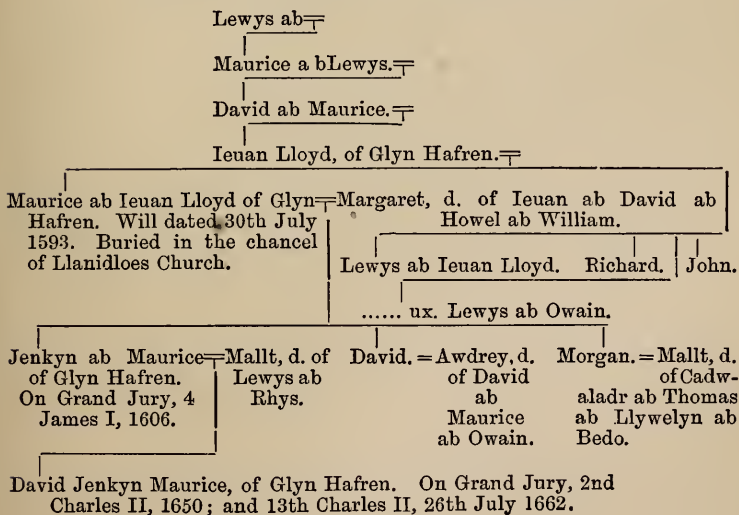 Lewys ab
Maurice a bLewys.
David ab Maurice.
Ieuan Lloyd, of Glyn Hafren.
Maurice ab Ieuan Lloyd of Glyn
Hafren. Will dated 30th July
1593. Buried in the chancel
of Llanidloes Church.
Margaret, d. of Ieuan ab David ab
Howel ab William.
Lewys ab Ieuan Lloyd. Richard. John.
...... ux. Lewys ab Owain.
Jenkyn ab Maurice
of Glyn Hafren.
On Grand Jury, 4
James I, 1606.
Mallt, d. of
Lewys ab
Rhys.
David. = Awdrey, d.
of David
ab
Maurice
ab Owain.
Morgan. = Mallt, d.
of Cadw-
aladr ab Thomas
ab Llywelyn ab
Bedo.
David Jenkyn Maurice, of Glyn Hafren. On Grand Jury, 2nd
Charles II, 1650; and 13th Charles II, 26th July 1662.